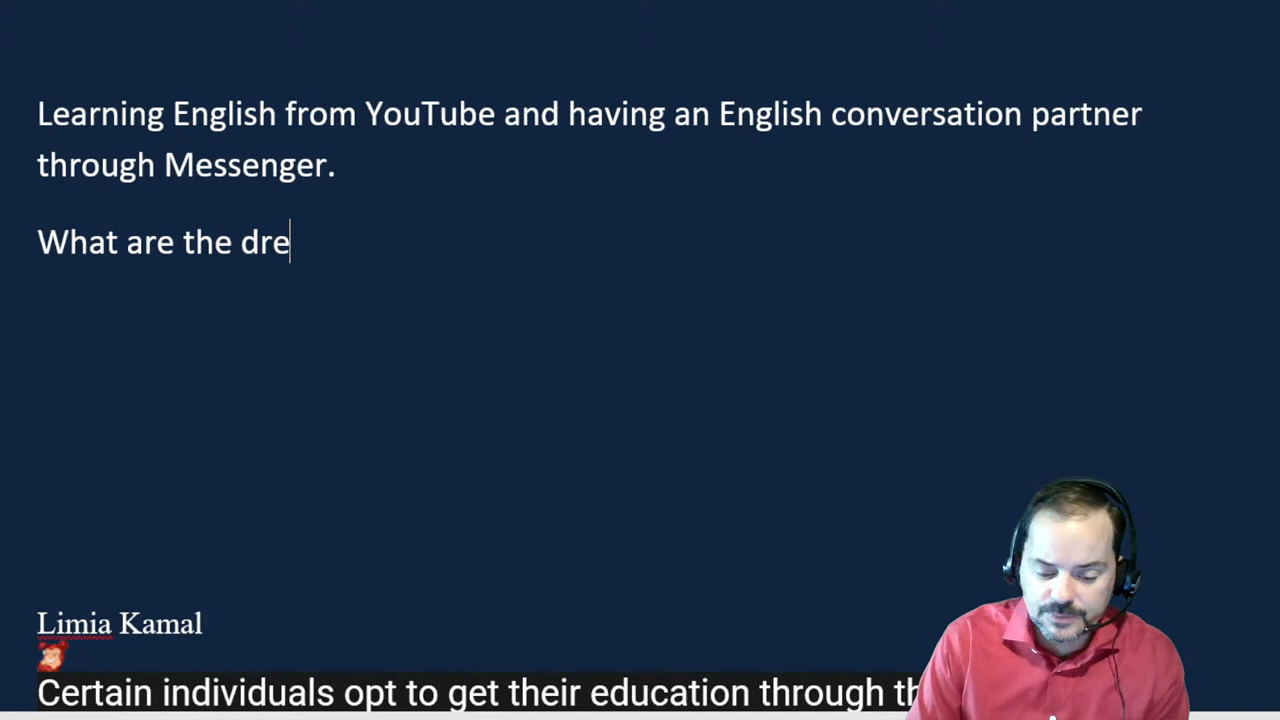 Learning English from YouTube and having an English conversation partner
through Messenger.
What are the dre
Limia Kamal
Certain individuals opt to get their education through